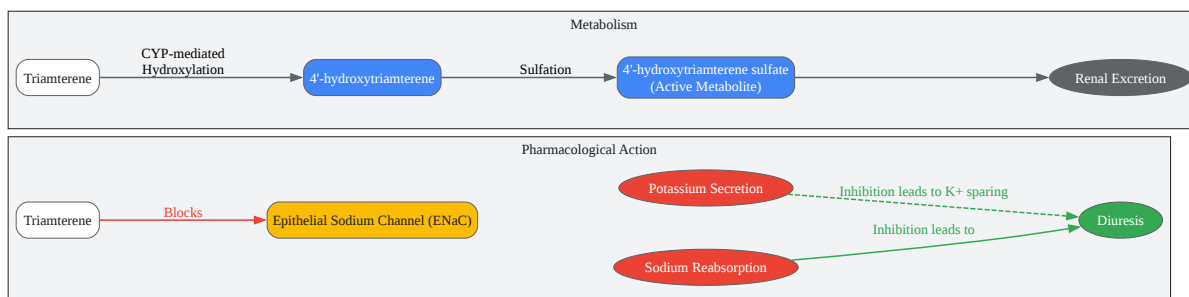 Metabolism
Triamterene
CYP-mediated
Hydroxylation
4'-hydroxytriamterene
Sulfation
4'-hydroxytriamterene sulfate
(Active Metabolite)
Renal Excretion
Pharmacological Action
Triamterene
Blocks
Epithelial Sodium Channel (ENaC)
Potassium Secretion
Inhibition leads to K+ sparing
Inhibition leads to
Sodium Reabsorption
Diuresis